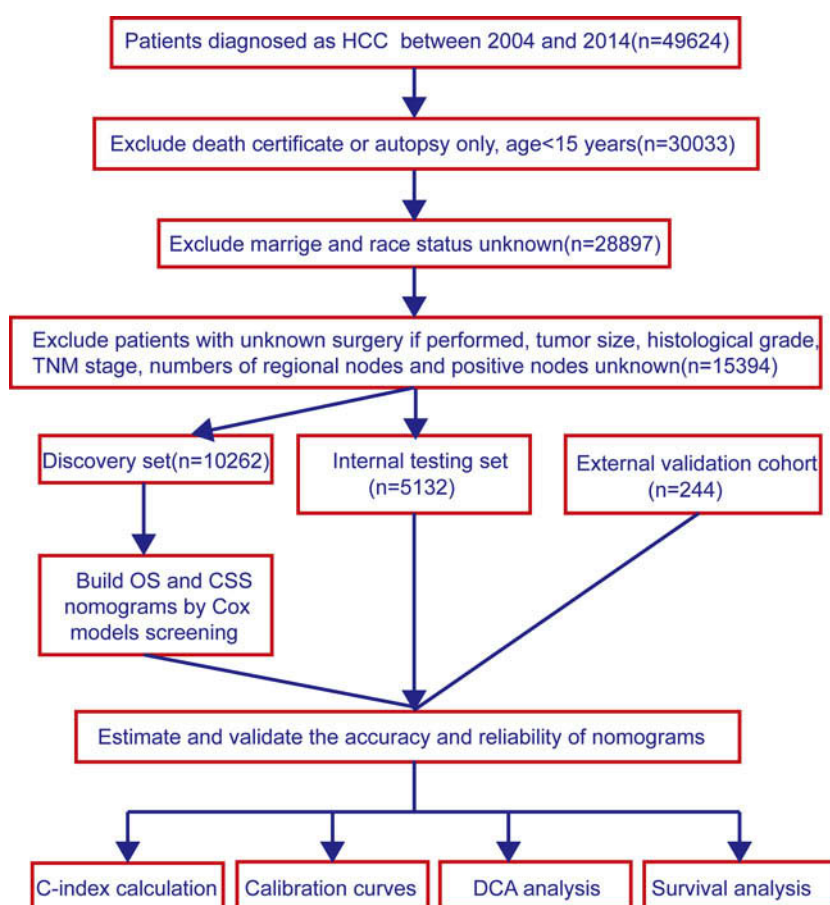 Patients diagnosed as HCC between 2004 and 2014(n=49624)
Exclude death certificate or autopsy only, age<15 years(n=30033)
Exclude marrige and race status unknown(n=28897)
Exclude patients with unknown surgery if performed, tumor size, histological grade,
TNM stage, numbers of regional nodes and positive nodes unknown(n=15394)
Discovery set(n=10262)
Internal testing set
(n=5132)
External validation cohort
(n=244)
Build OS and CSS
nomograms by Cox
models screening
Estimate and validate the accuracy and reliability of nomograms
C-index calculation
Calibration curves
DCA analysis
Survival analysis